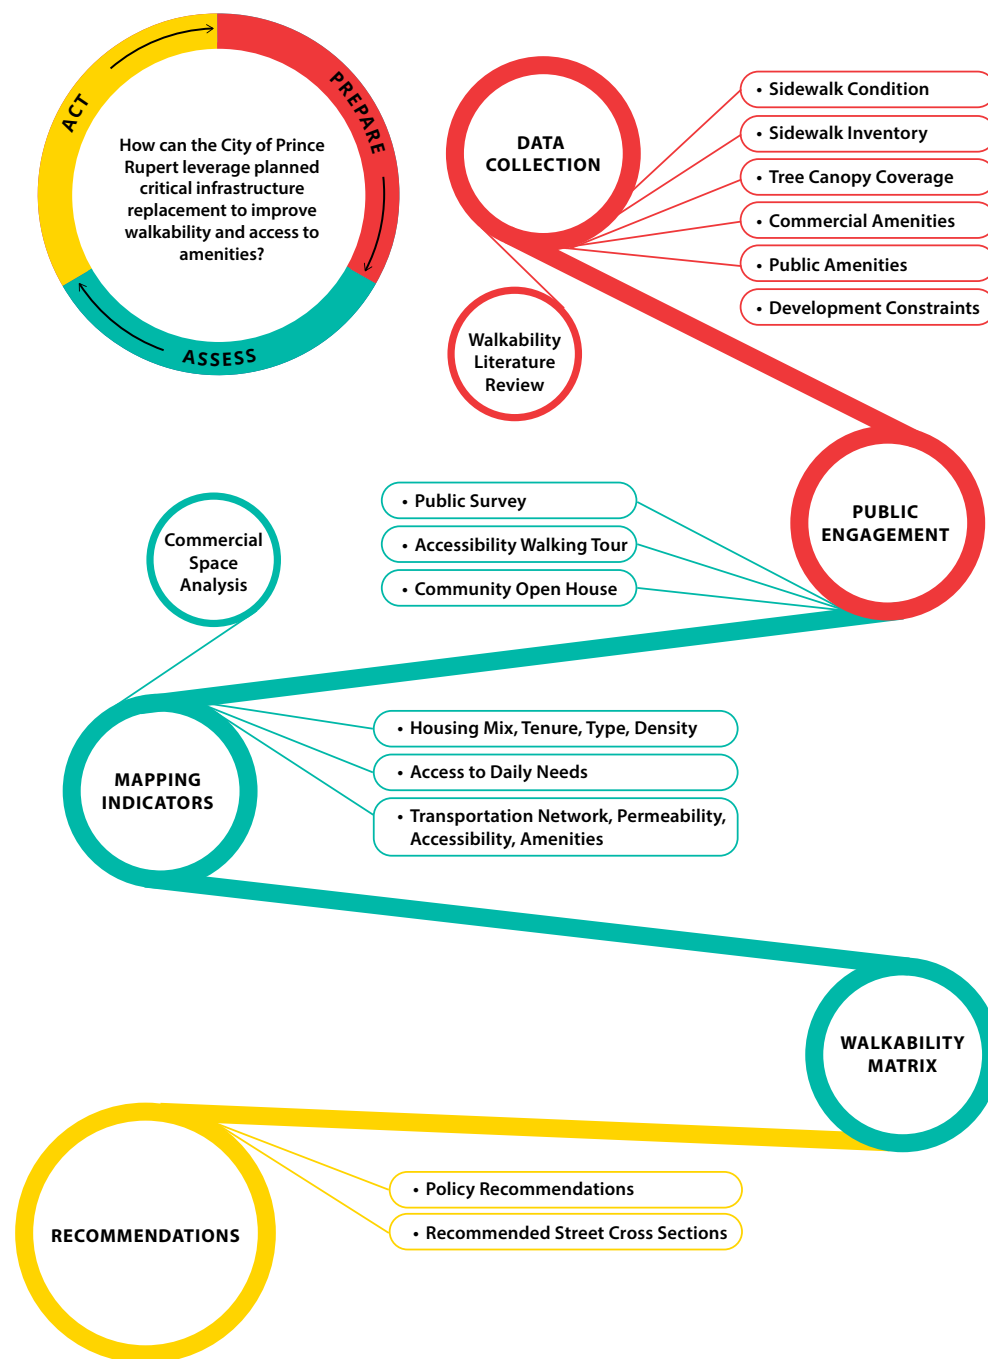 ACT
PREPARE
ASSESS
How can the City of Prince
Rupert leverage planned
critical infrastructure
replacement to improve
walkability and access to
amenities?
DATA
COLLECTION
• Sidewalk Condition
• Sidewalk Inventory
• Tree Canopy Coverage
• Commercial Amenities
• Public Amenities
• Development Constraints
Walkability
Literature
Review
PUBLIC
ENGAGEMENT
• Public Survey
• Accessibility Walking Tour
• Community Open House
Commercial
Space
Analysis
MAPPING
INDICATORS
• Housing Mix, Tenure, Type, Density
• Access to Daily Needs
• Transportation Network, Permeability,
Accessibility, Amenities
WALKABILITY
MATRIX
RECOMMENDATIONS
• Policy Recommendations
• Recommended Street Cross Sections